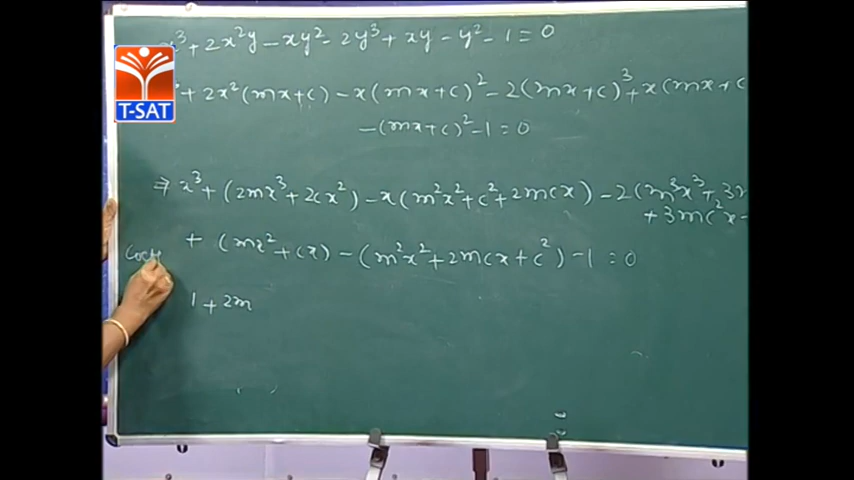 x³ + 2x²y - xy² - 2y³ + xy - y² - 1 = 0
T-SAT
+ 2x²(mx+c) - x(mx+c)² - 2(mx+c)³ + x(mx+c
-(mx+c)² - 1 = 0
⇒ x³ + (2mx³ + 2cx²) - x(m²x² + c² + 2mcx) - 2(m³x³ + 3
+ 3mc²x -
+ (mx² + cx) - (m²x² + 2mcx + c²) - 1 = 0
1 + 2m